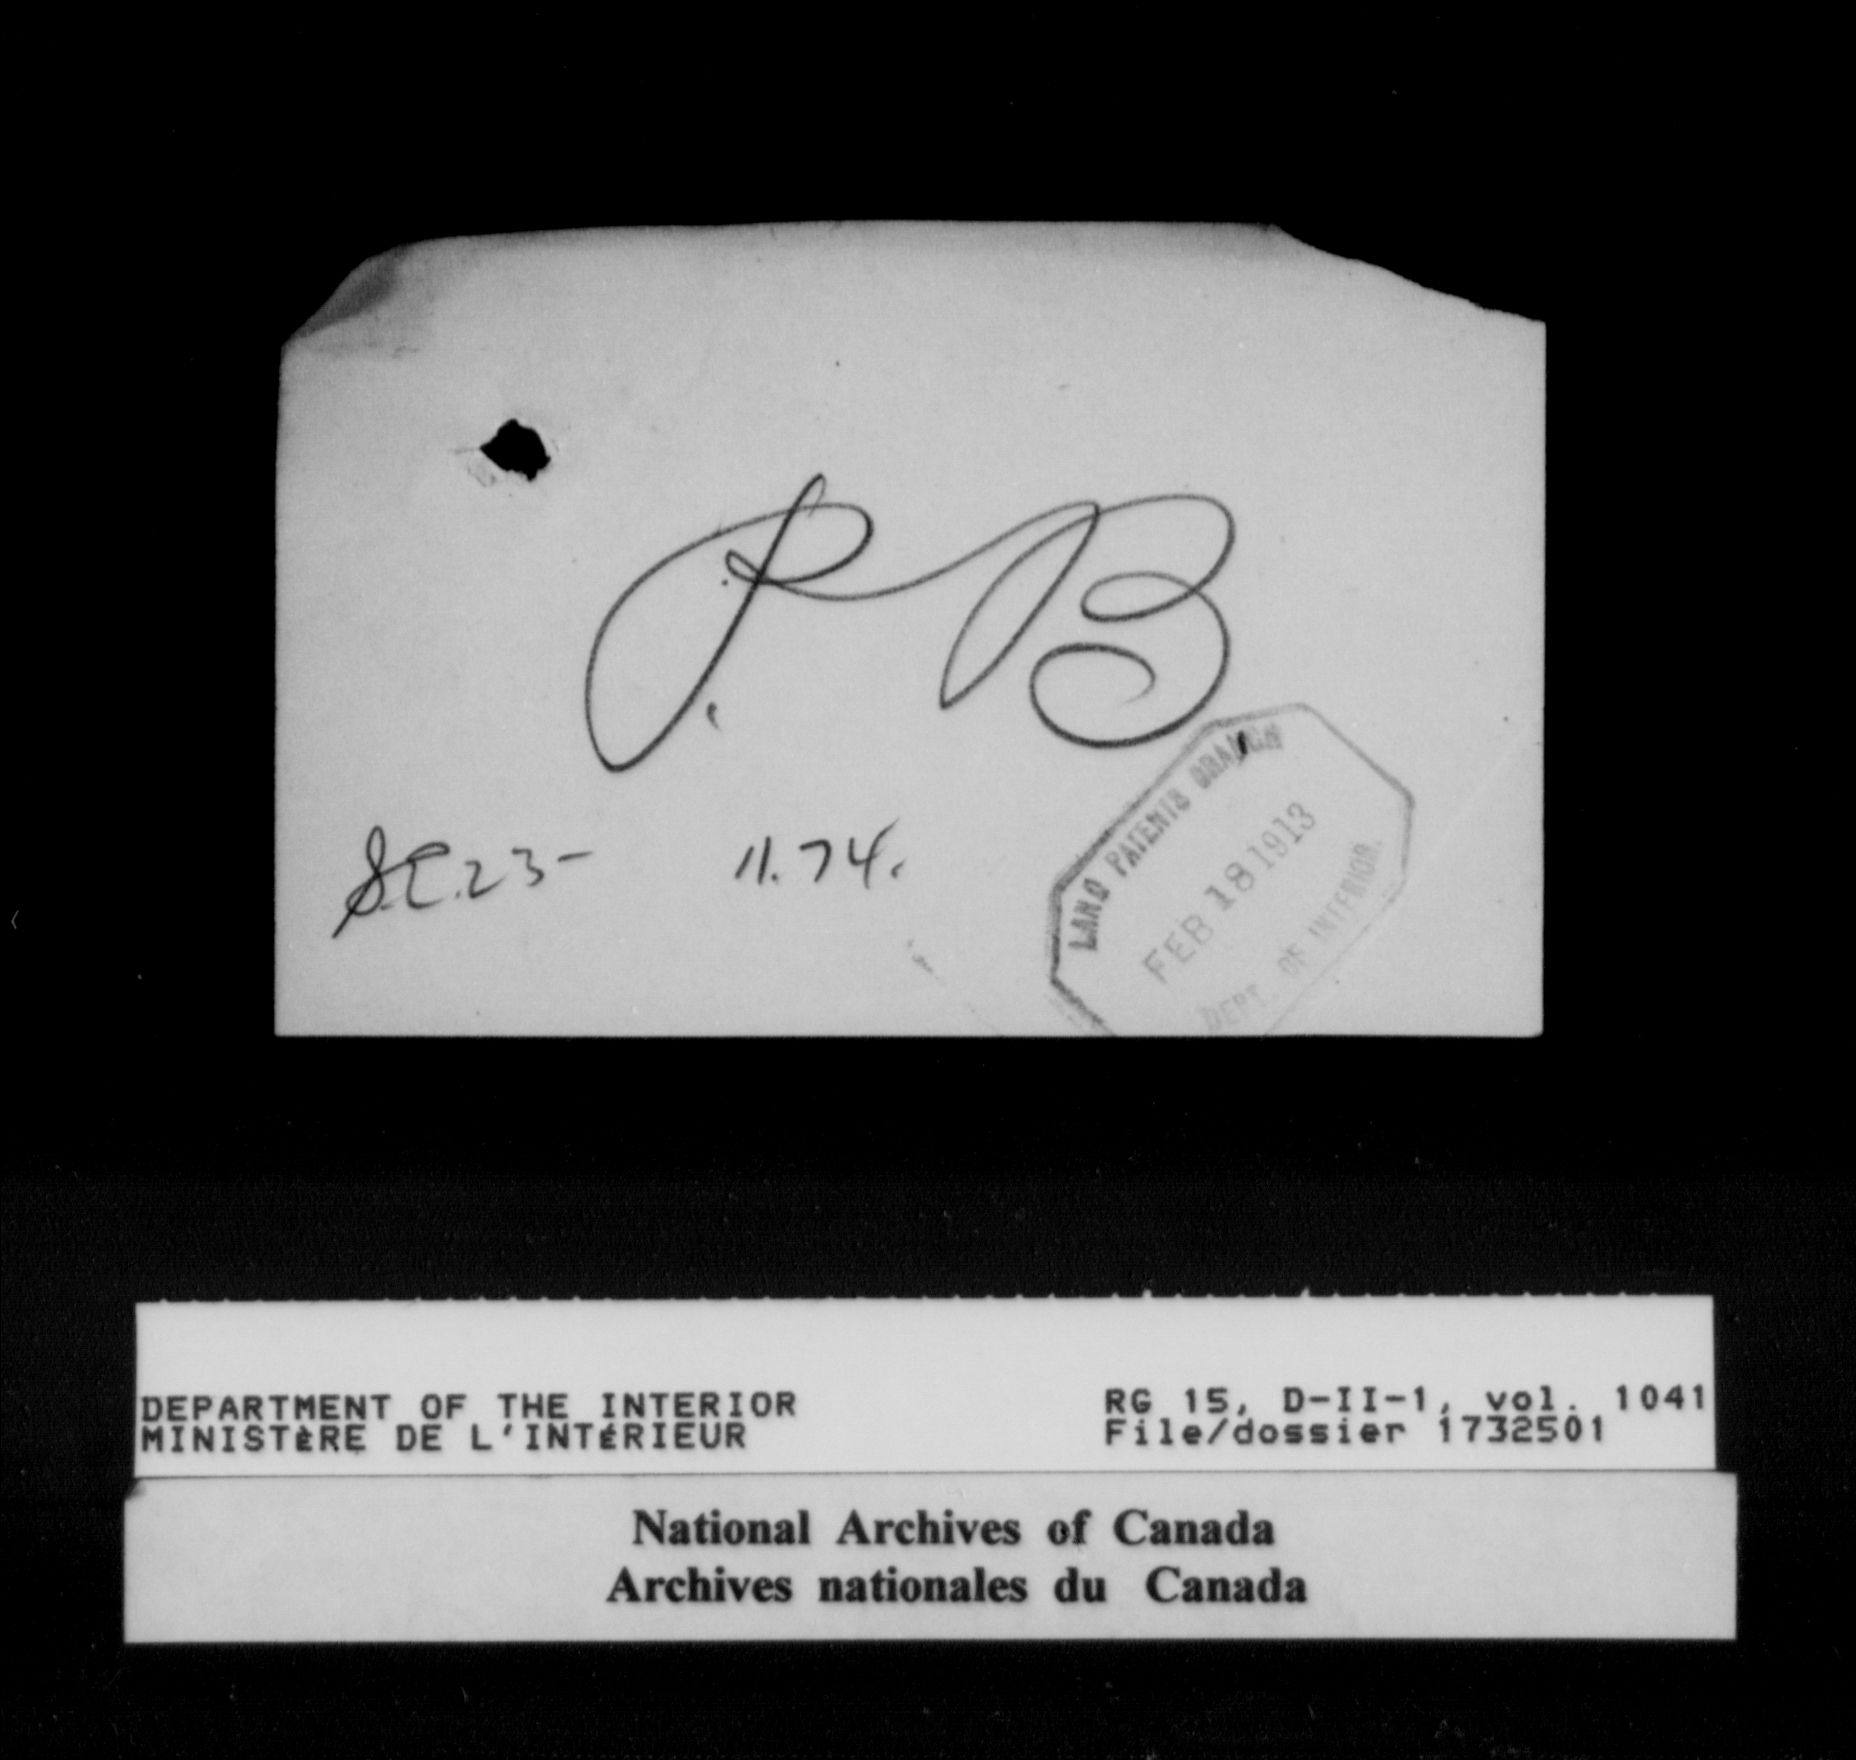 P. B
S.C. 23- 11.74.
LAND PATENTS BRANCH
FEB 18 1913
DEPT. OF INTERIOR.
DEPARTMENT OF THE INTERIOR
MINISTÈRE DE L'INTÉRIEUR
RG 15, D-II-1, vol. 1041
File/dossier 1732501
National Archives of Canada
Archives nationales du Canada